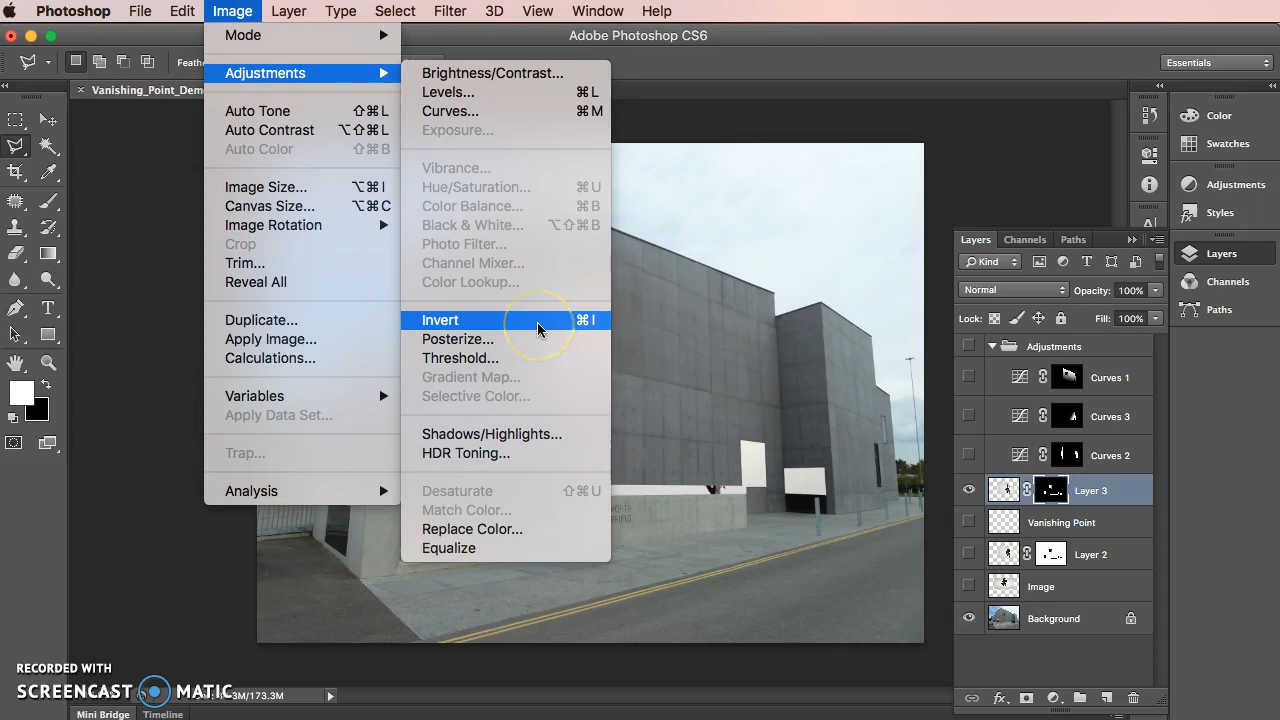 Photoshop File Edit Image Layer Type Select Filter 3D View Window Help
Adobe Photoshop CS6
Essentials
Vanishing_Point_Dem
Mode
Adjustments
Auto Tone ⇧⌘L
Auto Contrast ⌥⇧⌘L
Auto Color ⇧⌘B
Image Size... ⌥⌘I
Canvas Size... ⌥⌘C
Image Rotation
Crop
Trim...
Reveal All
Duplicate...
Apply Image...
Calculations...
Variables
Apply Data Set...
Trap...
Analysis
Brightness/Contrast...
Levels... ⌘L
Curves... ⌘M
Exposure...
Vibrance...
Hue/Saturation... ⌘U
Color Balance... ⌘B
Black & White... ⌥⇧⌘B
Photo Filter...
Channel Mixer...
Color Lookup...
Invert ⌘I
Posterize...
Threshold...
Gradient Map...
Selective Color...
Shadows/Highlights...
HDR Toning...
Desaturate ⇧⌘U
Match Color...
Replace Color...
Equalize
Color
Swatches
Adjustments
Styles
Layers
Channels
Paths
Layers Channels Paths
Kind
Normal Opacity: 100%
Lock: Fill: 100%
Adjustments
Curves 1
Curves 3
Curves 2
Layer 3
Vanishing Point
Layer 2
Image
Background
RECORDED WITH
SCREENCAST MATIC
3M/173.3M
Mini Bridge Timeline